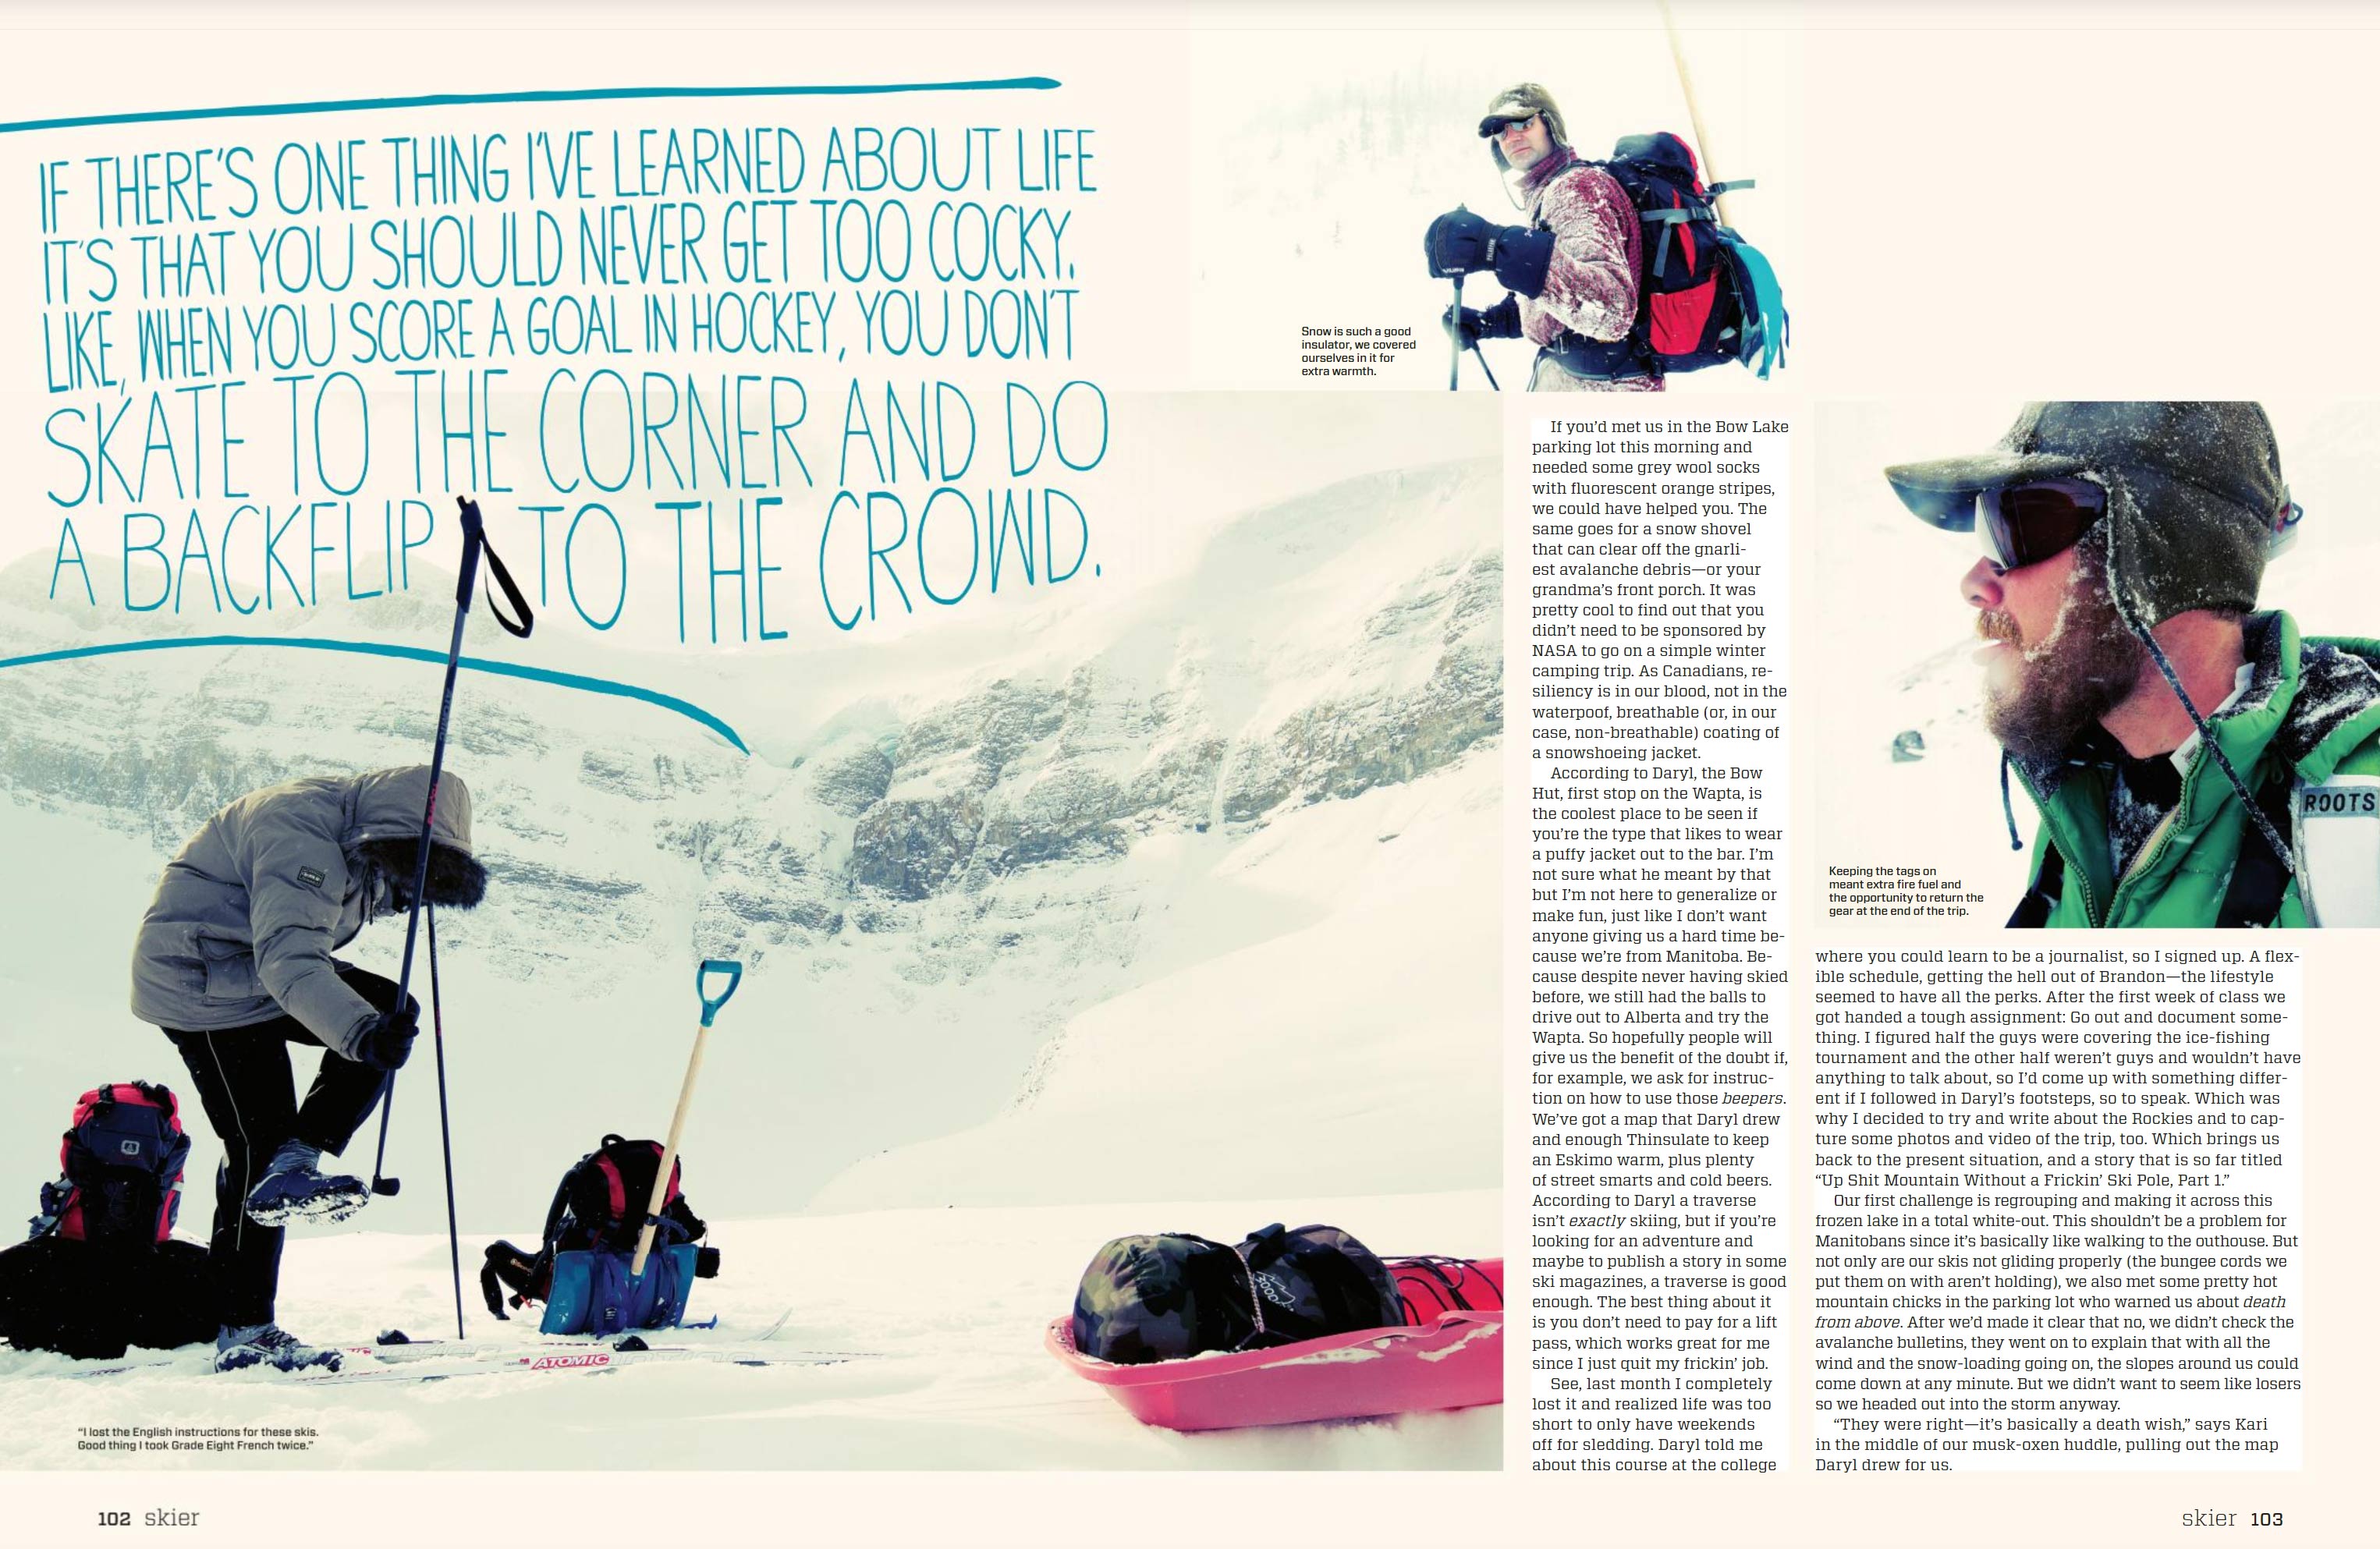 IF THERE'S ONE THING I'VE LEARNED ABOUT LIFE
IT'S THAT YOU SHOULD NEVER GET TOO COCKY.
LIKE, WHEN YOU SCORE A GOAL IN HOCKEY, YOU DON'T
SKATE TO THE CORNER AND DO
A BACKFLIP TO THE CROWD.
Snow is such a good
insulator, we covered
ourselves in it for
extra warmth.
ATOMIC
"I lost the English instructions for these skis.
Good thing I took Grade Eight French twice."
If you'd met us in the Bow Lake
parking lot this morning and
needed some grey wool socks
with fluorescent orange stripes,
we could have helped you. The
same goes for a snow shovel
that can clear off the gnarli-
est avalanche debris—or your
grandma's front porch. It was
pretty cool to find out that you
didn't need to be sponsored by
NASA to go on a simple winter
camping trip. As Canadians, re-
siliency is in our blood, not in the
waterpoof, breathable (or, in our
case, non-breathable) coating of
a snowshoeing jacket.
According to Daryl, the Bow
Hut, first stop on the Wapta, is
the coolest place to be seen if
you're the type that likes to wear
a puffy jacket out to the bar. I'm
not sure what he meant by that
but I'm not here to generalize or
make fun, just like I don't want
anyone giving us a hard time be-
cause we're from Manitoba. Be-
cause despite never having skied
before, we still had the balls to
drive out to Alberta and try the
Wapta. So hopefully people will
give us the benefit of the doubt if,
for example, we ask for instruc-
tion on how to use those beepers.
We've got a map that Daryl drew
and enough Thinsulate to keep
an Eskimo warm, plus plenty
of street smarts and cold beers.
According to Daryl a traverse
isn't exactly skiing, but if you're
looking for an adventure and
maybe to publish a story in some
ski magazines, a traverse is good
enough. The best thing about it
is you don't need to pay for a lift
pass, which works great for me
since I just quit my frickin' job.
See, last month I completely
lost it and realized life was too
short to only have weekends
off for sledding. Daryl told me
about this course at the college
ROOTS
Keeping the tags on
meant extra fire fuel and
the opportunity to return the
gear at the end of the trip.
where you could learn to be a journalist, so I signed up. A flex-
ible schedule, getting the hell out of Brandon—the lifestyle
seemed to have all the perks. After the first week of class we
got handed a tough assignment: Go out and document some-
thing. I figured half the guys were covering the ice-fishing
tournament and the other half weren't guys and wouldn't have
anything to talk about, so I'd come up with something differ-
ent if I followed in Daryl's footsteps, so to speak. Which was
why I decided to try and write about the Rockies and to cap-
ture some photos and video of the trip, too. Which brings us
back to the present situation, and a story that is so far titled
"Up Shit Mountain Without a Frickin' Ski Pole, Part 1."
Our first challenge is regrouping and making it across this
frozen lake in a total white-out. This shouldn't be a problem for
Manitobans since it's basically like walking to the outhouse. But
not only are our skis not gliding properly (the bungee cords we
put them on with aren't holding), we also met some pretty hot
mountain chicks in the parking lot who warned us about death
from above. After we'd made it clear that no, we didn't check the
avalanche bulletins, they went on to explain that with all the
wind and the snow-loading going on, the slopes around us could
come down at any minute. But we didn't want to seem like losers
so we headed out into the storm anyway.
"They were right—it's basically a death wish," says Kari
in the middle of our musk-oxen huddle, pulling out the map
Daryl drew for us.
102 skier
skier 103